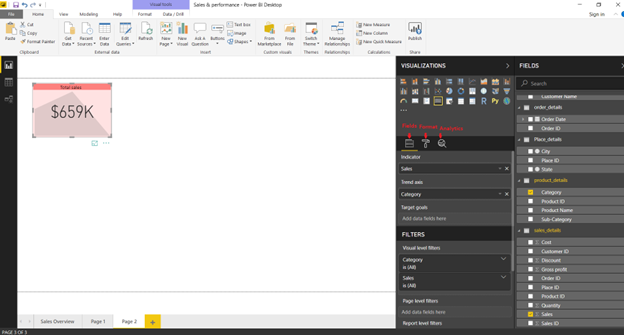 Visual Tools
Sales & performance - Power BI Desktop
File
Home
View
Modeling
Help
Format
Data / Drill
Sign in
Paste
Cut
Copy
Format Painter
Get Data
Recent Sources
Enter Data
Edit Queries
Refresh
New Page
New Visual
Ask A Question
Buttons
Text box
Image
Shapes
From Marketplace
From File
Switch Theme
Manage Relationships
New Measure
New Column
New Quick Measure
Publish
Clipboard
External data
Insert
Custom visuals
Themes
Relationships
Calculations
Share
Total sales
$659K
VISUALIZATIONS
R
Py
Fields
Format
Analytics
Indicator
Sales
Trend axis
Category
Target goals
Add data fields here
FILTERS
Visual level filters
Category
is (All)
Sales
is (All)
Page level filters
Add data fields here
Report level filters
FIELDS
Search
Customer Name
order_details
Order Date
Order ID
Place_details
City
Place ID
State
product_details
Category
Product ID
Product Name
Sub-Category
sales_details
Cost
Customer ID
Discount
Gross profit
Order ID
Place ID
Product ID
Quantity
Sales
Sales ID
Sales Overview
Page 1
Page 2
PAGE 3 OF 3